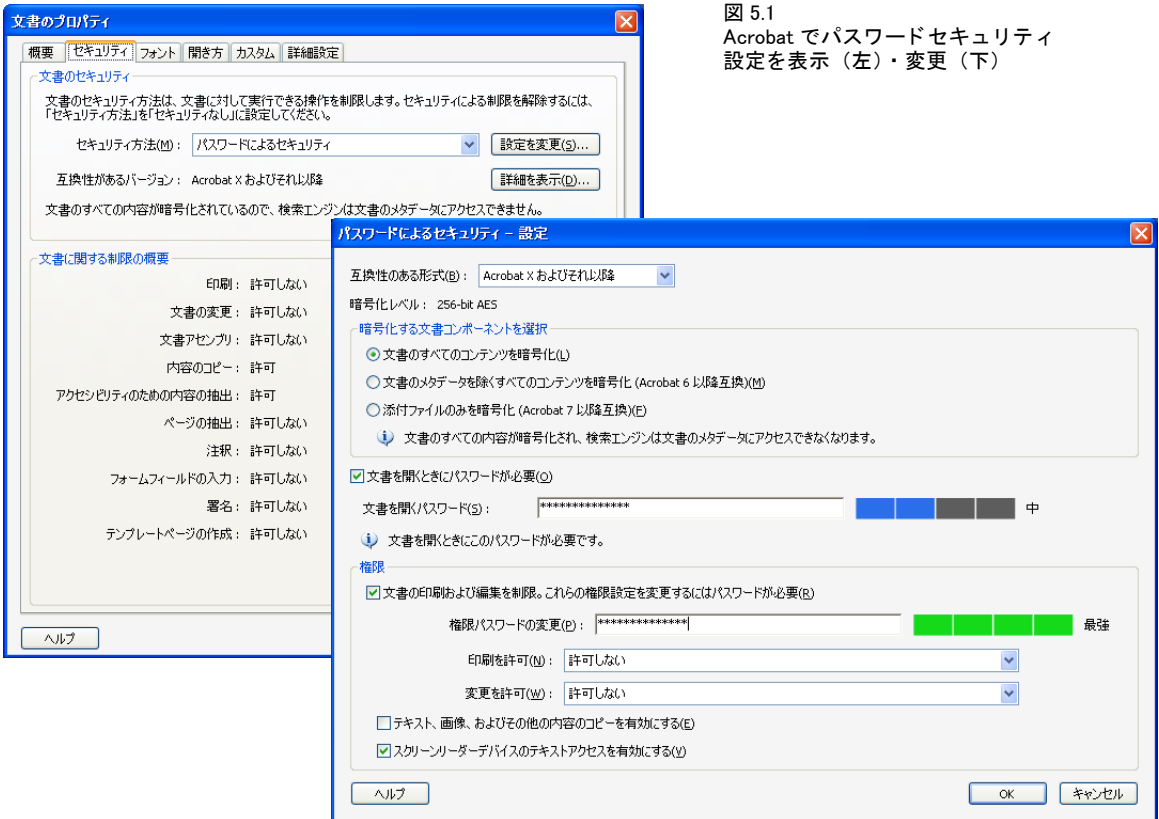 図 5.1
Acrobat でパスワードセキュリティ
設定を表示（左）・変更（下）
文書のプロパティ
概要 セキュリティ フォント 開き方 カスタム 詳細設定
文書のセキュリティ
文書のセキュリティ方法は、文書に対して実行できる操作を制限します。セキュリティによる制限を解除するには、
「セキュリティ方法」を「セキュリティなし」に設定してください。
セキュリティ方法(M)： パスワードによるセキュリティ 設定を変更(S)...
互換性があるバージョン： Acrobat X およびそれ以降 詳細を表示(D)...
文書のすべての内容が暗号化されているので、検索エンジンは文書のメタデータにアクセスできません。
文書に関する制限の概要
印刷： 許可しない
文書の変更： 許可しない
文書アセンブリ： 許可しない
内容のコピー： 許可
アクセシビリティのための内容の抽出： 許可
ページの抽出： 許可しない
注釈： 許可しない
フォームフィールドの入力： 許可しない
署名： 許可しない
テンプレートページの作成： 許可しない
ヘルプ
パスワードによるセキュリティ - 設定
互換性のある形式(B)： Acrobat X およびそれ以降
暗号化レベル： 256-bit AES
暗号化する文書コンポーネントを選択
文書のすべてのコンテンツを暗号化(L)
文書のメタデータを除くすべてのコンテンツを暗号化 (Acrobat 6 以降互換)(M)
添付ファイルのみを暗号化 (Acrobat 7 以降互換)(F)
文書のすべての内容が暗号化され、検索エンジンは文書のメタデータにアクセスできなくなります。
文書を開くときにパスワードが必要(O)
文書を開くパスワード(S)： ************** 中
文書を開くときにこのパスワードが必要です。
権限
文書の印刷および編集を制限。これらの権限設定を変更するにはパスワードが必要(R)
権限パスワードの変更(P)： ************** 最強
印刷を許可(N)： 許可しない
変更を許可(W)： 許可しない
テキスト、画像、およびその他の内容のコピーを有効にする(E)
スクリーンリーダーデバイスのテキストアクセスを有効にする(V)
ヘルプ OK キャンセル